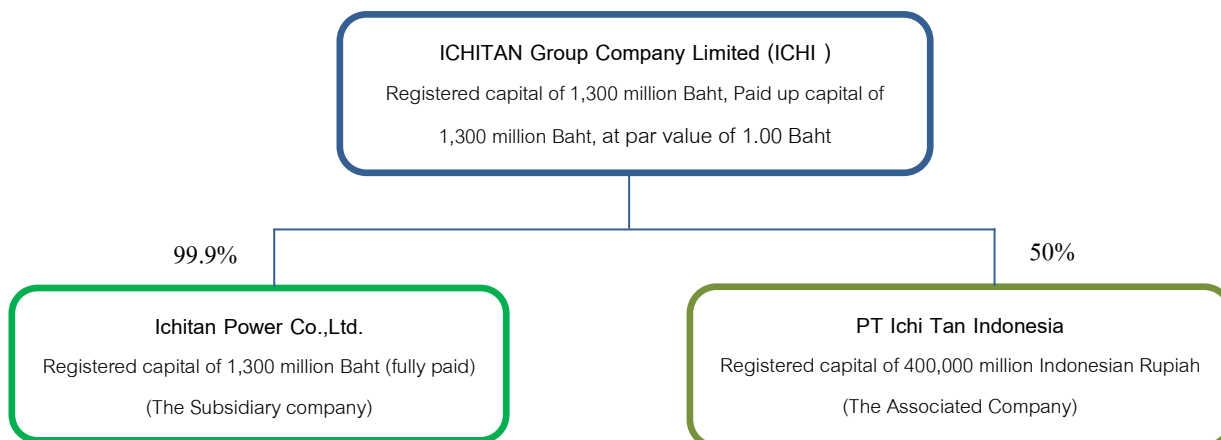 ICHITAN Group Company Limited (ICHI )
Registered capital of 1,300 million Baht, Paid up capital of
1,300 million Baht, at par value of 1.00 Baht
99.9%
50%
Ichitan Power Co.,Ltd.
Registered capital of 1,300 million Baht (fully paid)
(The Subsidiary company)
PT Ichi Tan Indonesia
Registered capital of 400,000 million Indonesian Rupiah
(The Associated Company)